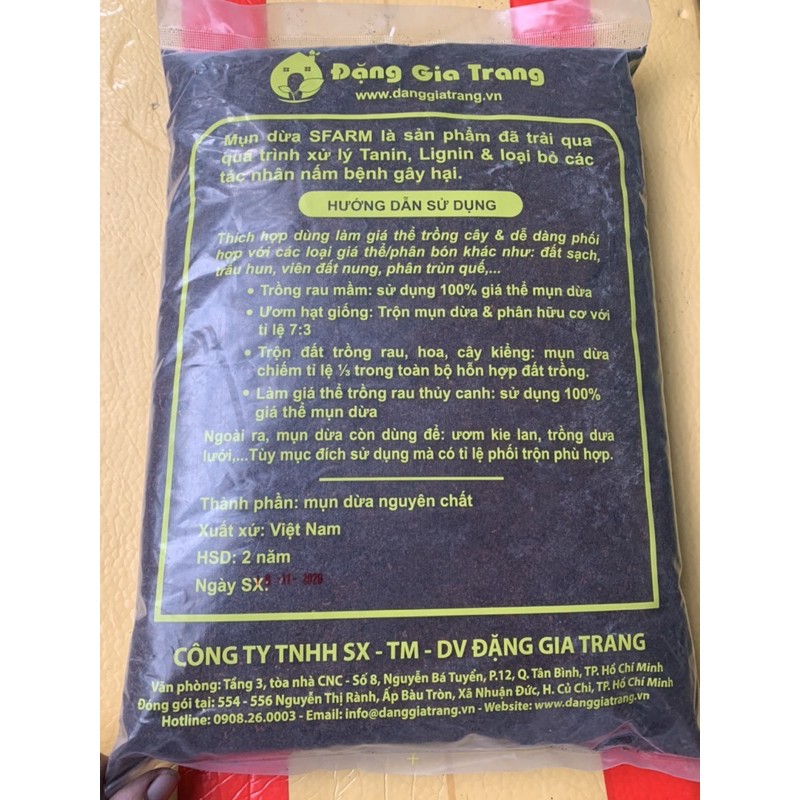 Đặng Gia Trang
www.danggiatrang.vn
Mụn dừa SFARM là sản phẩm đã trải qua
quá trình xử lý Tanin, Lignin & loại bỏ các
tác nhân nấm bệnh gây hại.
HƯỚNG DẪN SỬ DỤNG
Thích hợp dùng làm giá thể trồng cây & dễ dàng phối
hợp với các loại giá thể/phân bón khác như: đất sạch,
trấu hun, viên đất nung, phân trùn quế,...
• Trồng rau mầm: sử dụng 100% giá thể mụn dừa
• Ươm hạt giống: Trộn mụn dừa & phân hữu cơ với
tỉ lệ 7:3
• Trộn đất trồng rau, hoa, cây kiểng: mụn dừa
chiếm tỉ lệ ⅓ trong toàn bộ hỗn hợp đất trồng.
• Làm giá thể trồng rau thủy canh: sử dụng 100%
giá thể mụn dừa
Ngoài ra, mụn dừa còn dùng để: ươm kie lan, trồng dưa
lưới,...Tùy mục đích sử dụng mà có tỉ lệ phối trộn phù hợp.
Thành phần: mụn dừa nguyên chất
Xuất xứ: Việt Nam
HSD: 2 năm
Ngày SX: 11- 2020
CÔNG TY TNHH SX - TM - DV ĐẶNG GIA TRANG
Văn phòng: Tầng 3, tòa nhà CNC - Số 8, Nguyễn Bá Tuyển, P.12, Q. Tân Bình, TP. Hồ Chí Minh
Đóng gói tại: 554 - 556 Nguyễn Thị Rành, Ấp Bàu Tròn, Xã Nhuận Đức, H. Củ Chi, TP. Hồ Chí Minh
Hotline: 0908.26.0003 - Email: info@danggiatrang.vn - Website: www.danggiatrang.vn